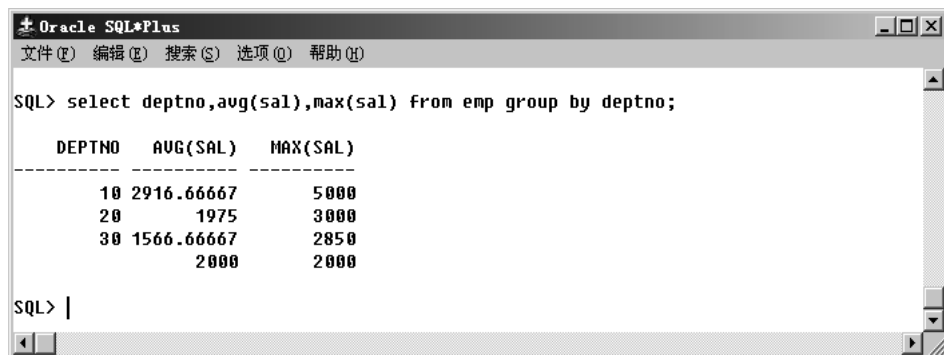 Oracle SQL*Plus
文件(F) 编辑(E) 搜索(S) 选项(O) 帮助(H)
SQL> select deptno,avg(sal),max(sal) from emp group by deptno;
DEPTNO AVG(SAL) MAX(SAL)
---------- ---------- ----------
10 2916.66667 5000
20 1975 3000
30 1566.66667 2850
2000 2000
SQL>